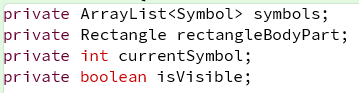 private ArrayList<Symbol> symbols;
private Rectangle rectangleBodyPart;
private int currentSymbol;
private boolean isVisible;